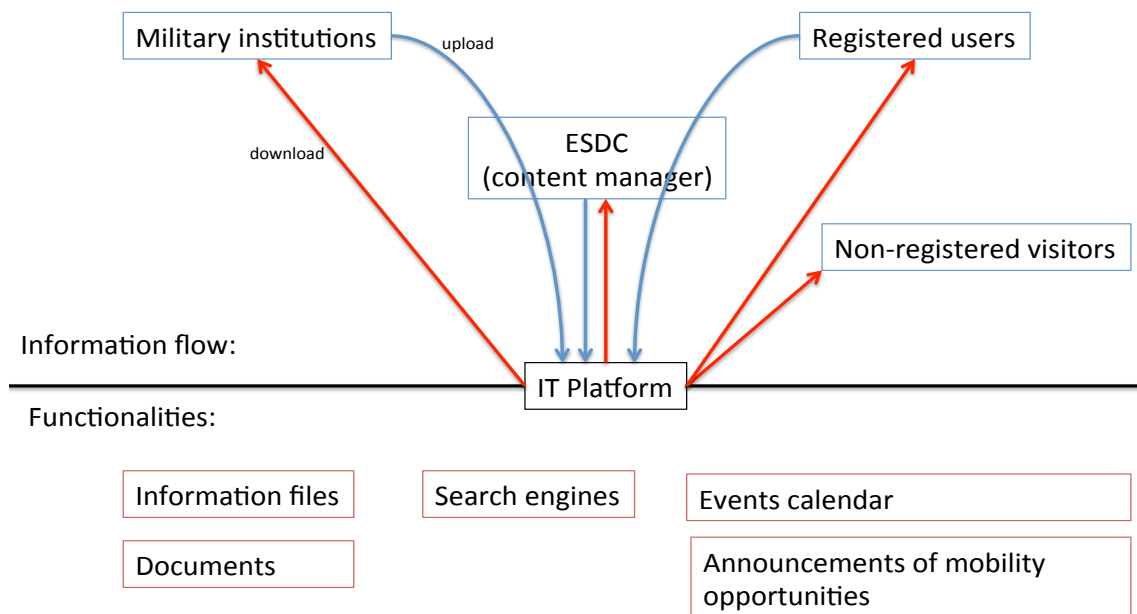 Military institutions
upload
Registered users
ESDC
(content manager)
download
Non-registered visitors
Information flow:
IT Platform
Functionalities:
Information files
Search engines
Events calendar
Documents
Announcements of mobility
opportunities